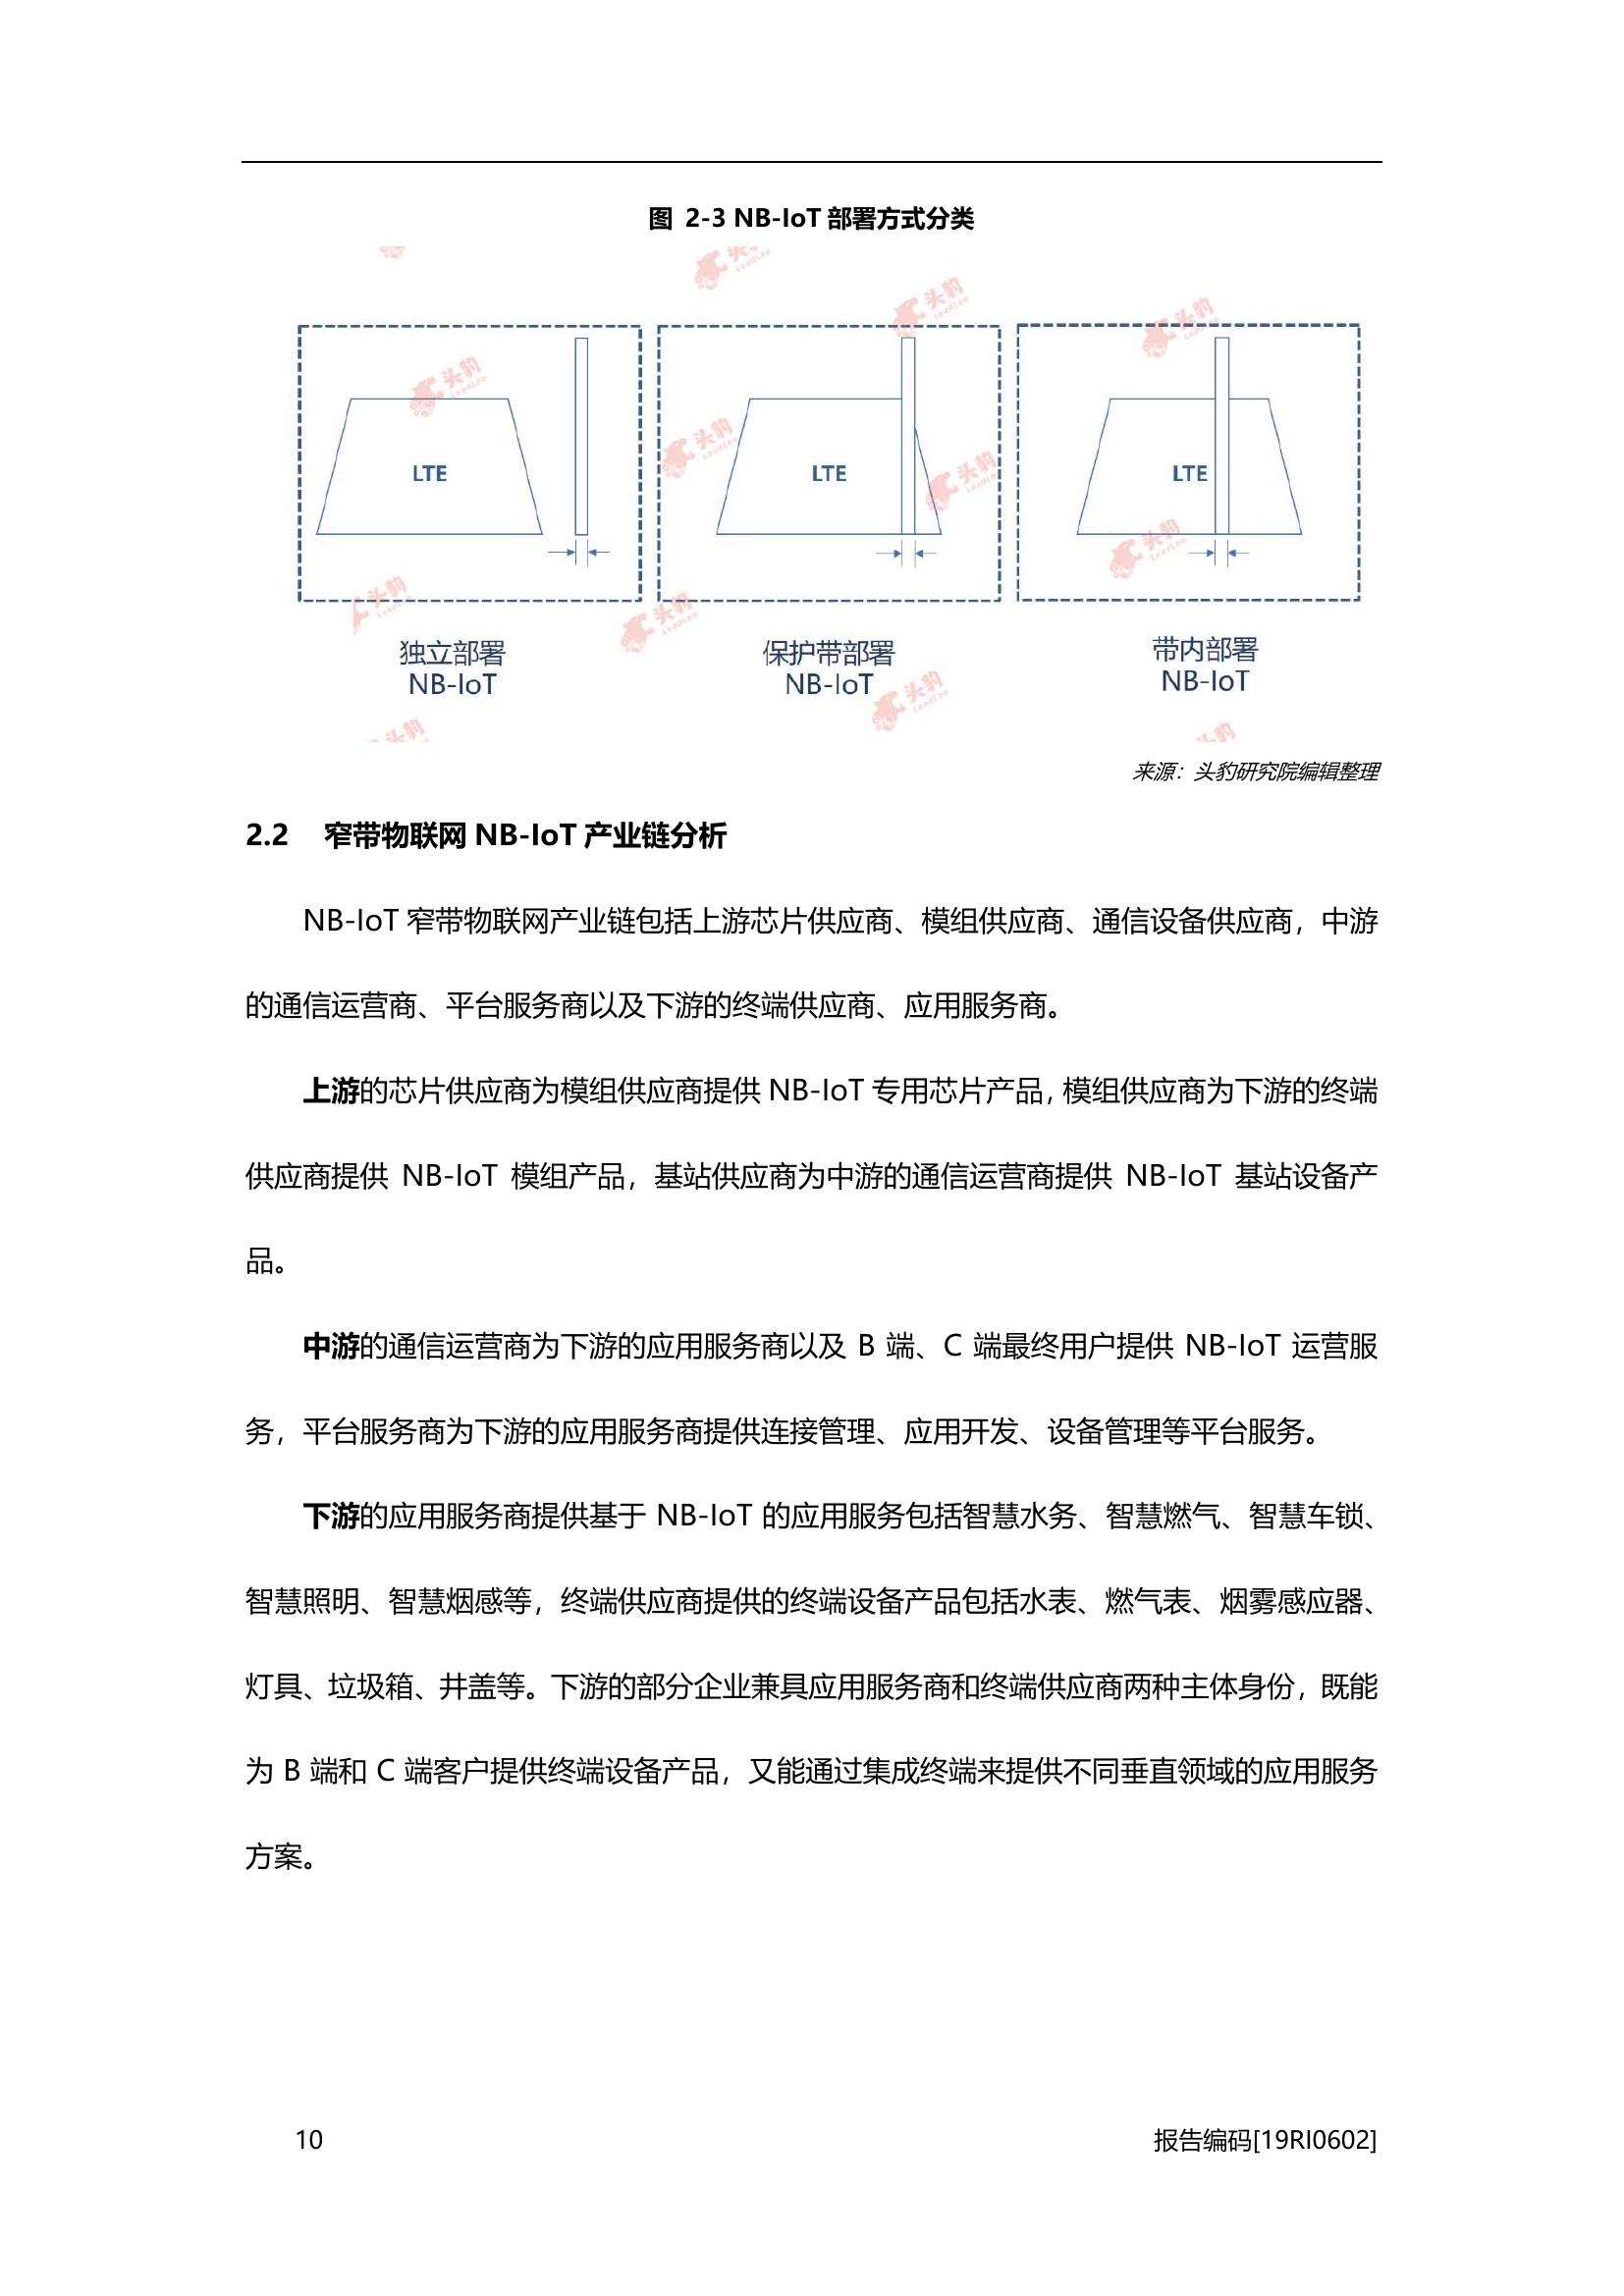 图 2-3 NB-IoT 部署方式分类
LTE
LTE
LTE
独立部署
NB-IoT
保护带部署
NB-IoT
带内部署
NB-IoT
头豹
LeadLeo
来源：头豹研究院编辑整理
2.2 窄带物联网 NB-IoT 产业链分析
NB-IoT 窄带物联网产业链包括上游芯片供应商、模组供应商、通信设备供应商，中游
的通信运营商、平台服务商以及下游的终端供应商、应用服务商。
上游的芯片供应商为模组供应商提供 NB-IoT 专用芯片产品，模组供应商为下游的终端
供应商提供 NB-IoT 模组产品，基站供应商为中游的通信运营商提供 NB-IoT 基站设备产
品。
中游的通信运营商为下游的应用服务商以及 B 端、C 端最终用户提供 NB-IoT 运营服
务，平台服务商为下游的应用服务商提供连接管理、应用开发、设备管理等平台服务。
下游的应用服务商提供基于 NB-IoT 的应用服务包括智慧水务、智慧燃气、智慧车锁、
智慧照明、智慧烟感等，终端供应商提供的终端设备产品包括水表、燃气表、烟雾感应器、
灯具、垃圾箱、井盖等。下游的部分企业兼具应用服务商和终端供应商两种主体身份，既能
为 B 端和 C 端客户提供终端设备产品，又能通过集成终端来提供不同垂直领域的应用服务
方案。
10
报告编码[19RI0602]